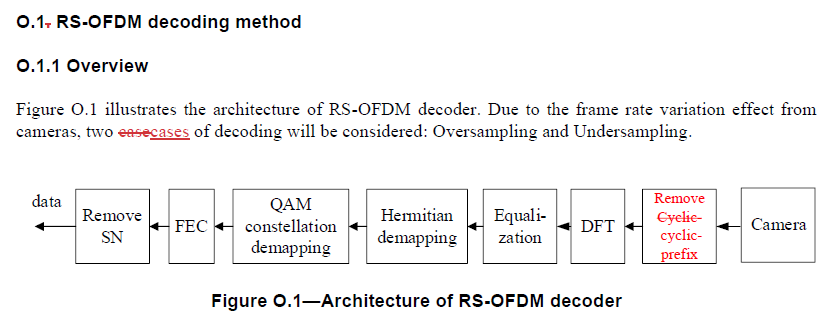 O.1. RS-OFDM decoding method
O.1.1 Overview
Figure O.1 illustrates the architecture of RS-OFDM decoder. Due to the frame rate variation effect from
cameras, two casecases of decoding will be considered: Oversampling and Undersampling.
data
Remove
SN
FEC
QAM
constellation
demapping
Hermitian
demapping
Equali-
zation
DFT
Remove
Cyclic-
cyclic-
prefix
Camera
Figure O.1—Architecture of RS-OFDM decoder